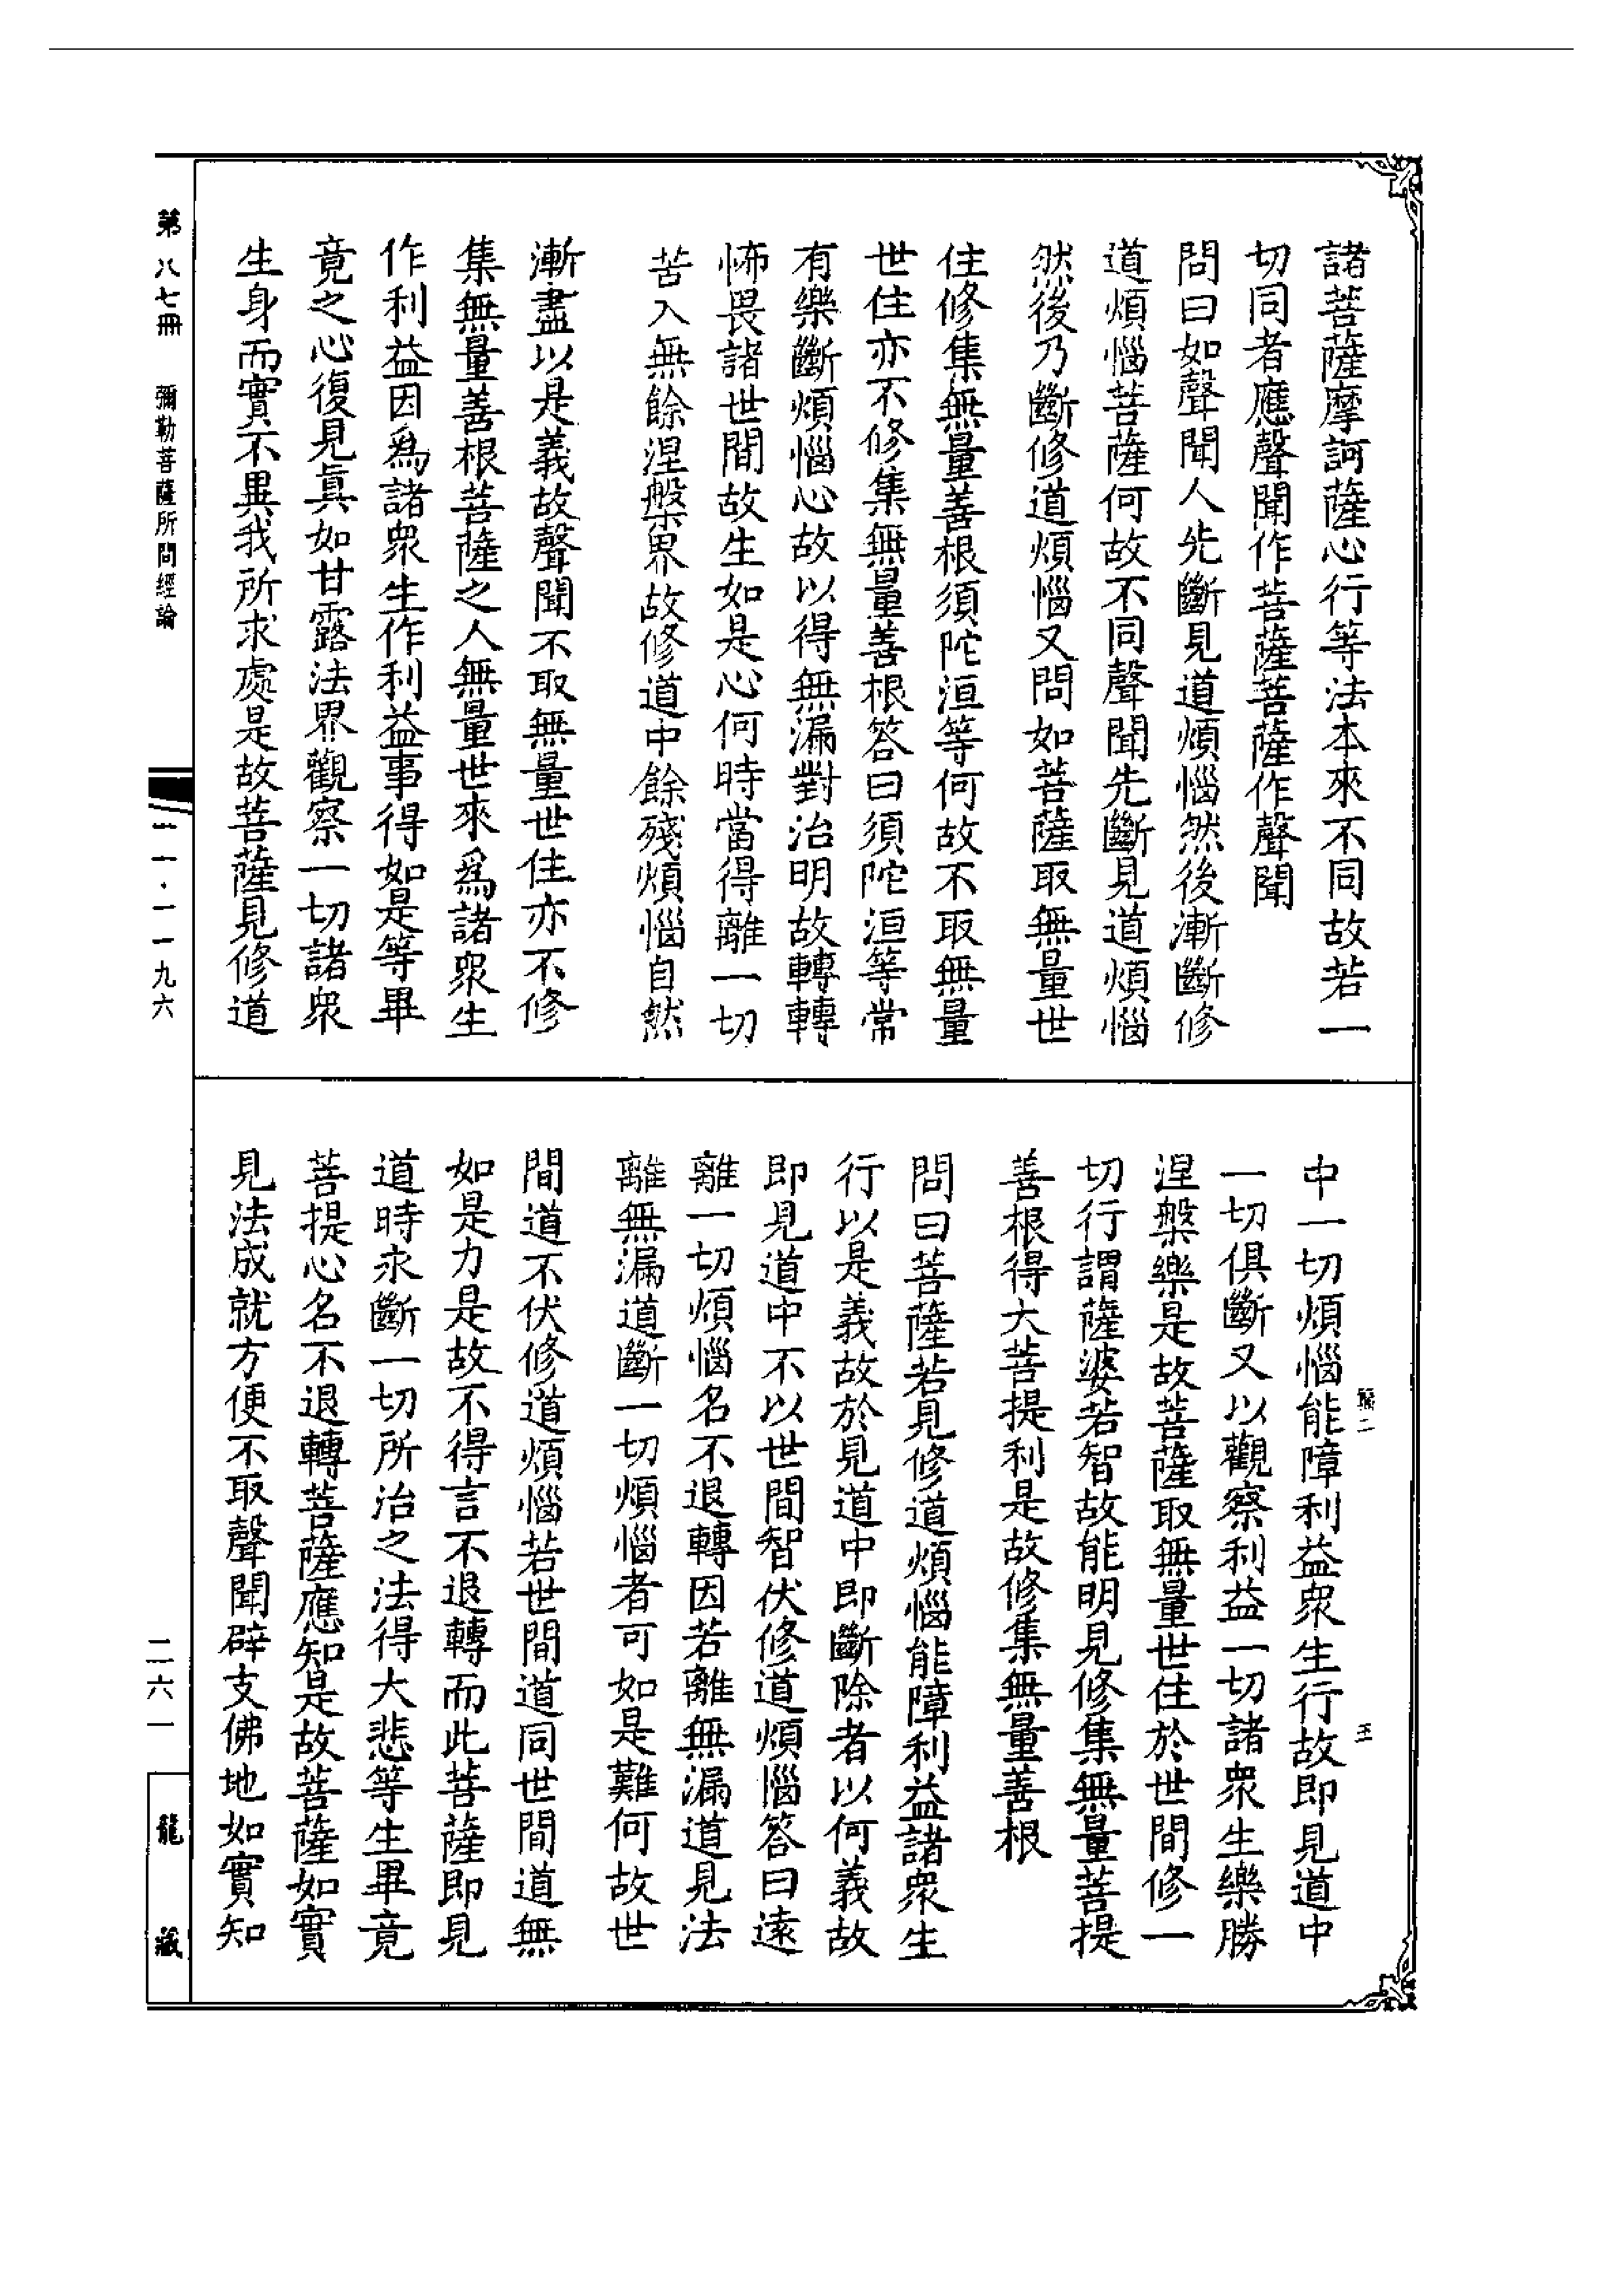 諸菩薩摩訶薩心行等法本來不同故若一
切同者應聲聞作菩薩菩薩作聲聞
問曰如聲聞人先斷見道煩惱然後漸斷修
道煩惱菩薩何故不同聲聞先斷見道煩惱
然後乃斷修道煩惱又問如菩薩取無量世
住修集無量善根須陀洹等何故不取無量
世住亦不修集無量善根答曰須陀洹等常
有樂斷煩惱心故以得無漏對治明故轉轉
怖畏諸世間故生如是心何時當得離一切
苦入無餘涅槃界故修道中餘殘煩惱自然
漸盡以是義故聲聞不取無量世住亦不修
集無量善根菩薩之人無量世來爲諸衆生
作利益因爲諸衆生作利益事得如是等畢
竟之心復見眞如甘露法界觀察一切諸衆
生身而實不異我所求處是故菩薩見修道
中一切煩惱能障利益衆生行故即見道中
一切俱斷又以觀察利益一切諸衆生樂勝
涅槃樂是故菩薩取無量世住於世間修一
切行謂薩婆若智故能明見修集無量菩提
善根得大菩提利是故修集無量善根
問曰菩薩若見修道煩惱能障利益諸衆生
行以是義故於見道中即斷除者以何義故
即見道中不以世間智伏修道煩惱答曰遠
離一切煩惱名不退轉因若離無漏道見法
離無漏道斷一切煩惱者可如是難何故世
間道不伏修道煩惱若世間道同世間道無
如是力是故不得言不退轉而此菩薩即見
道時永斷一切所治之法得大悲等生畢竟
菩提心名不退轉菩薩應知是故菩薩如實
見法成就方便不取聲聞辟支佛地如實知
第八七冊 彌勒菩薩所問經論
一一·一一九六
二六一
龍藏
二
五